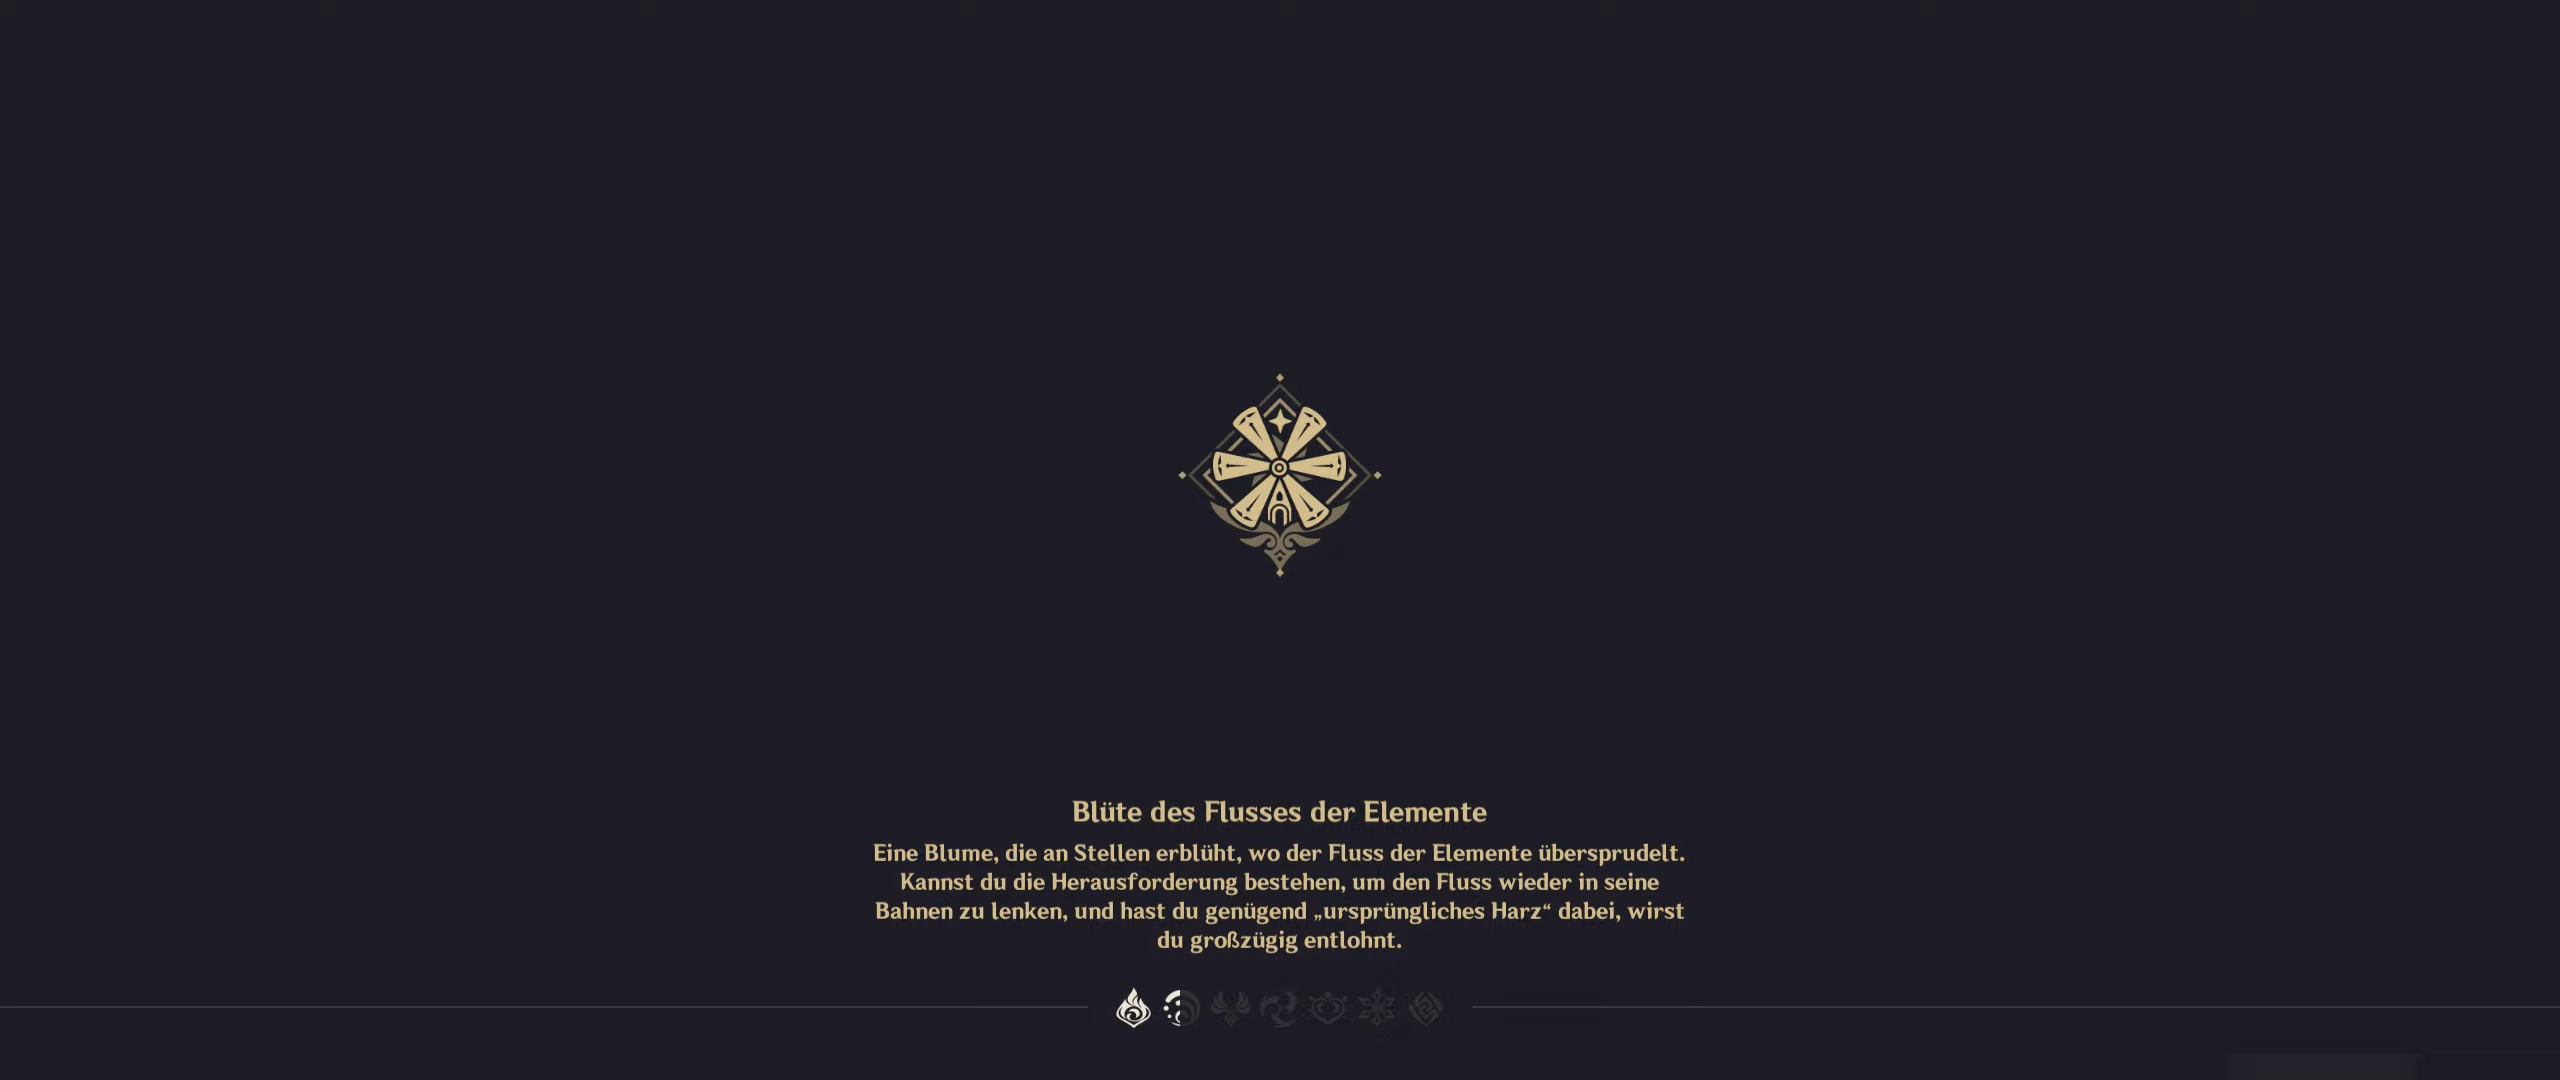 Blüte des Flusses der Elemente
Eine Blume, die an Stellen erblüht, wo der Fluss der Elemente übersprudelt.
Kannst du die Herausforderung bestehen, um den Fluss wieder in seine
Bahnen zu lenken, und hast du genügend „ursprüngliches Harz“ dabei, wirst
du großzügig entlohnt.